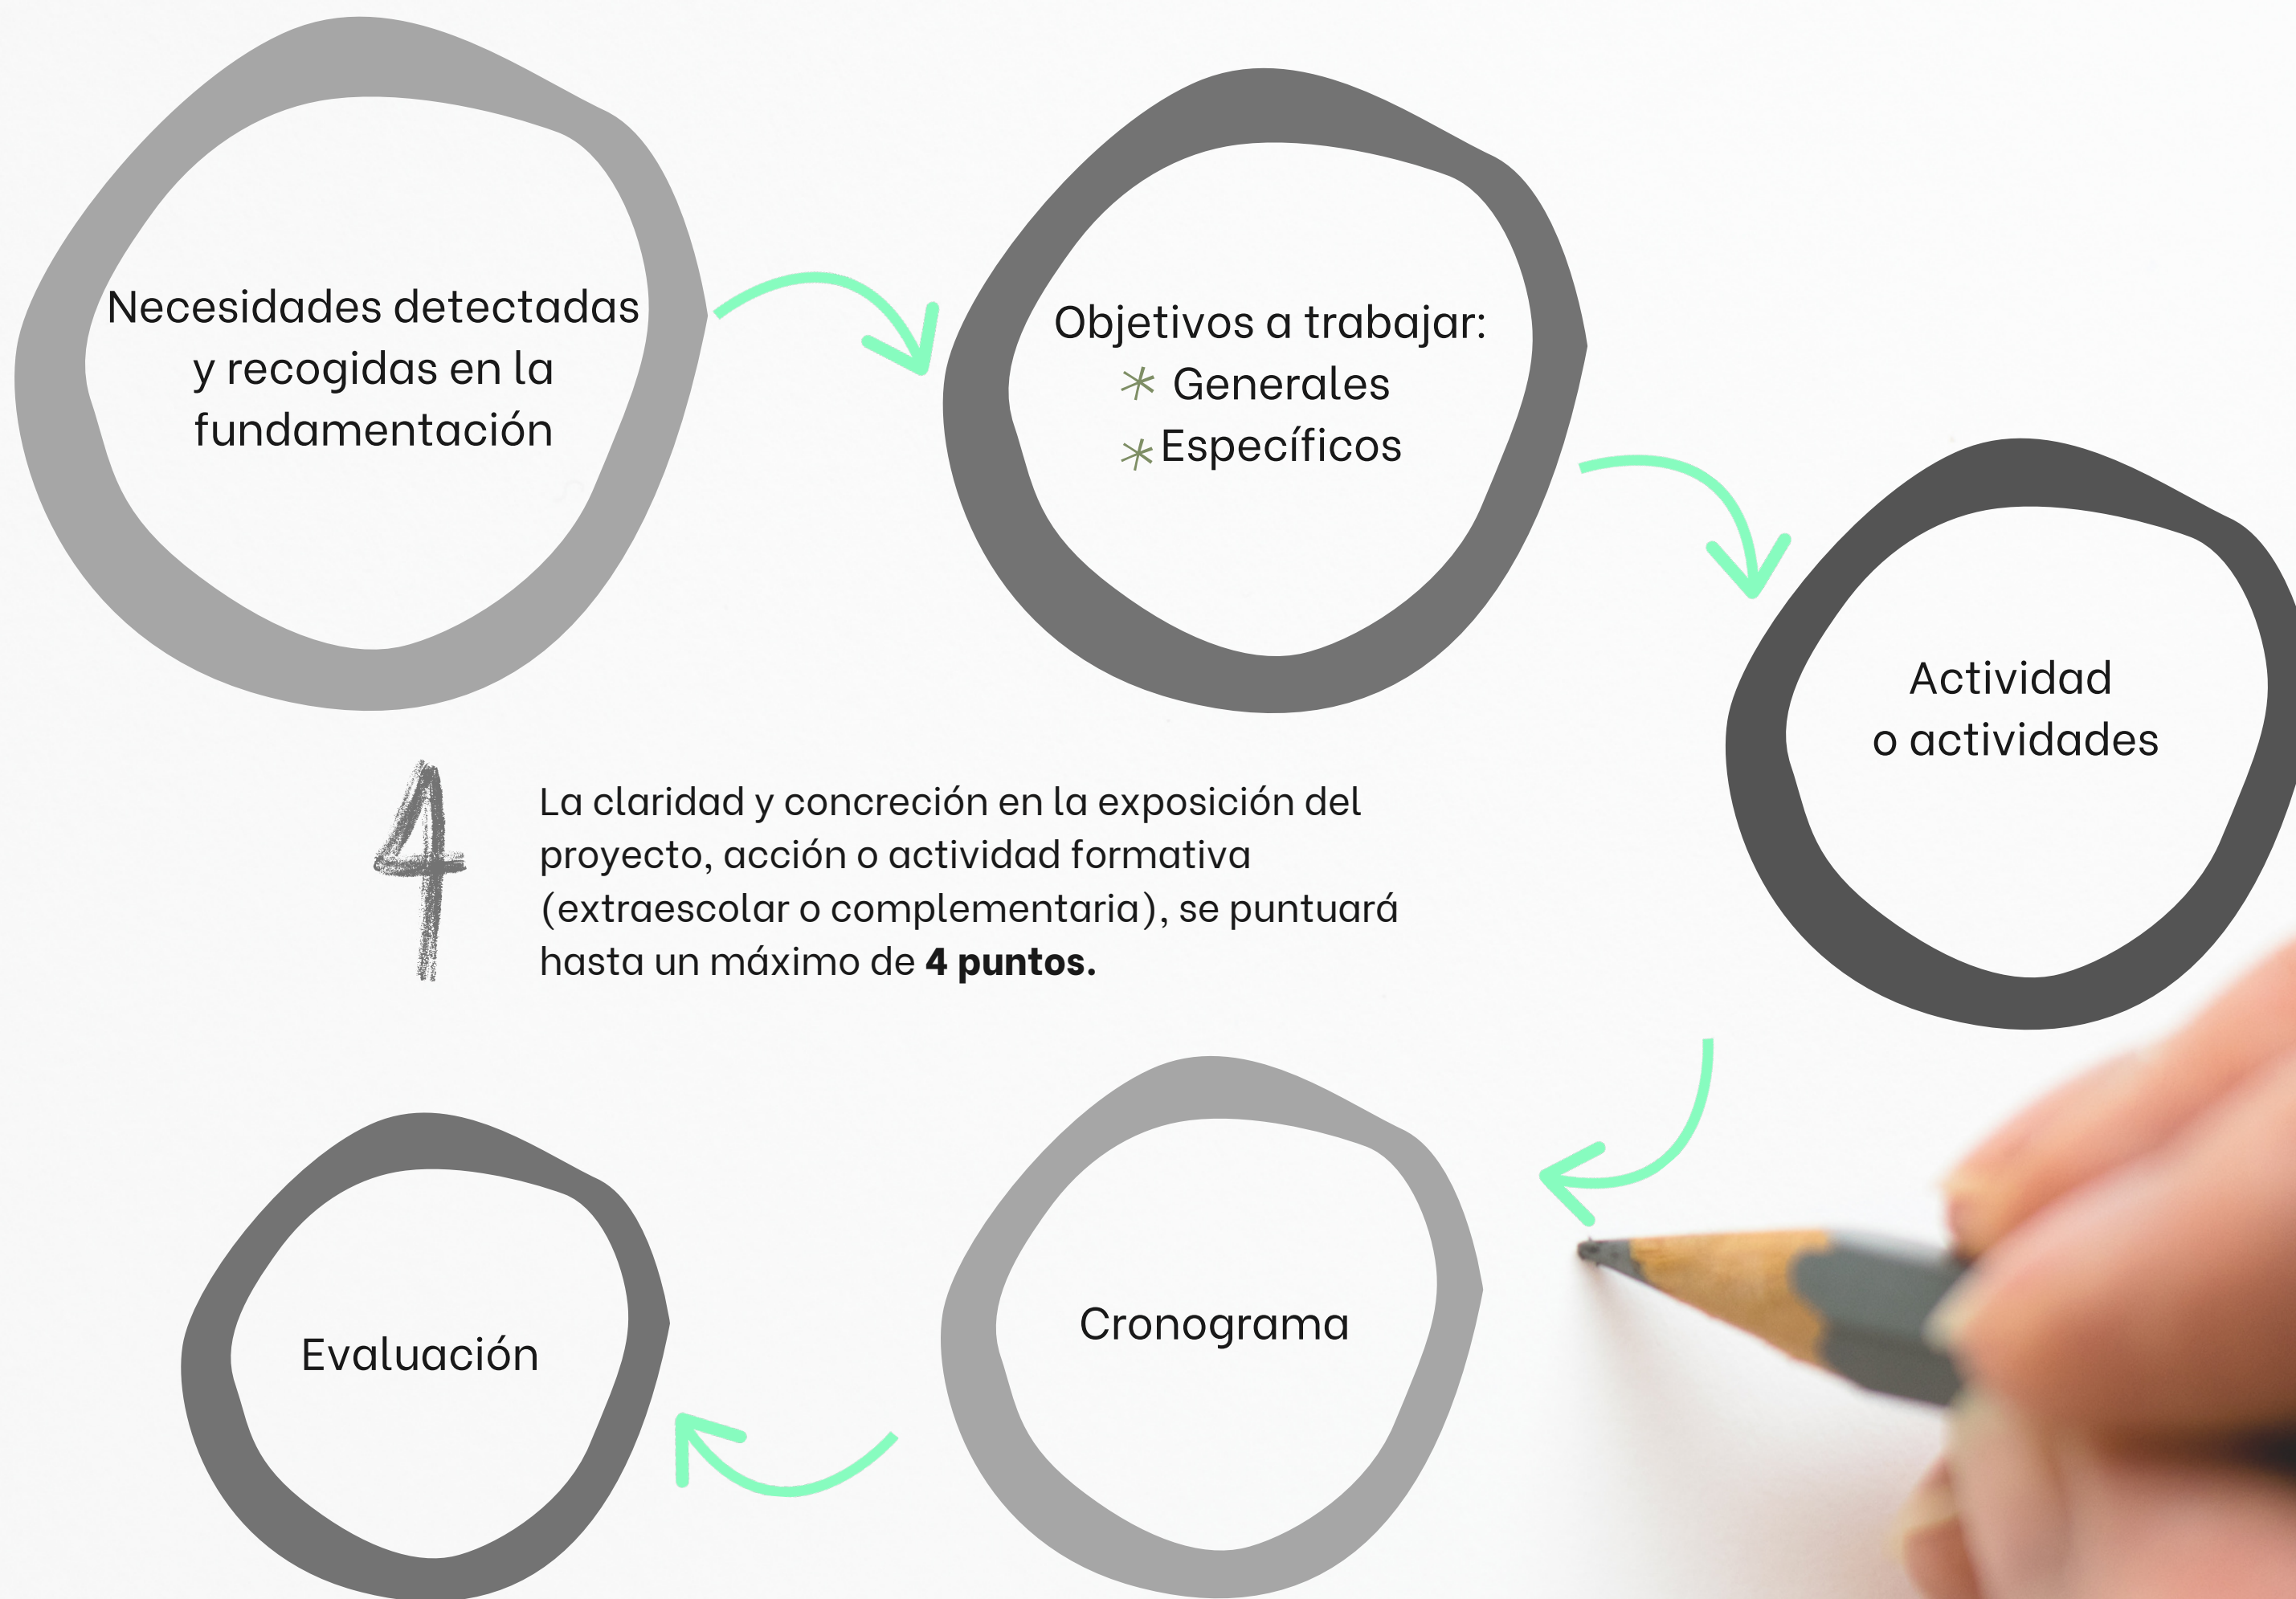 Necesidades detectadas
y recogidas en la
fundamentación
Objetivos a trabajar:
* Generales
* Específicos
Actividad
o actividades
4
La claridad y concreción en la exposición del
proyecto, acción o actividad formativa
(extraescolar o complementaria), se puntuará
hasta un máximo de 4 puntos.
Cronograma
Evaluación